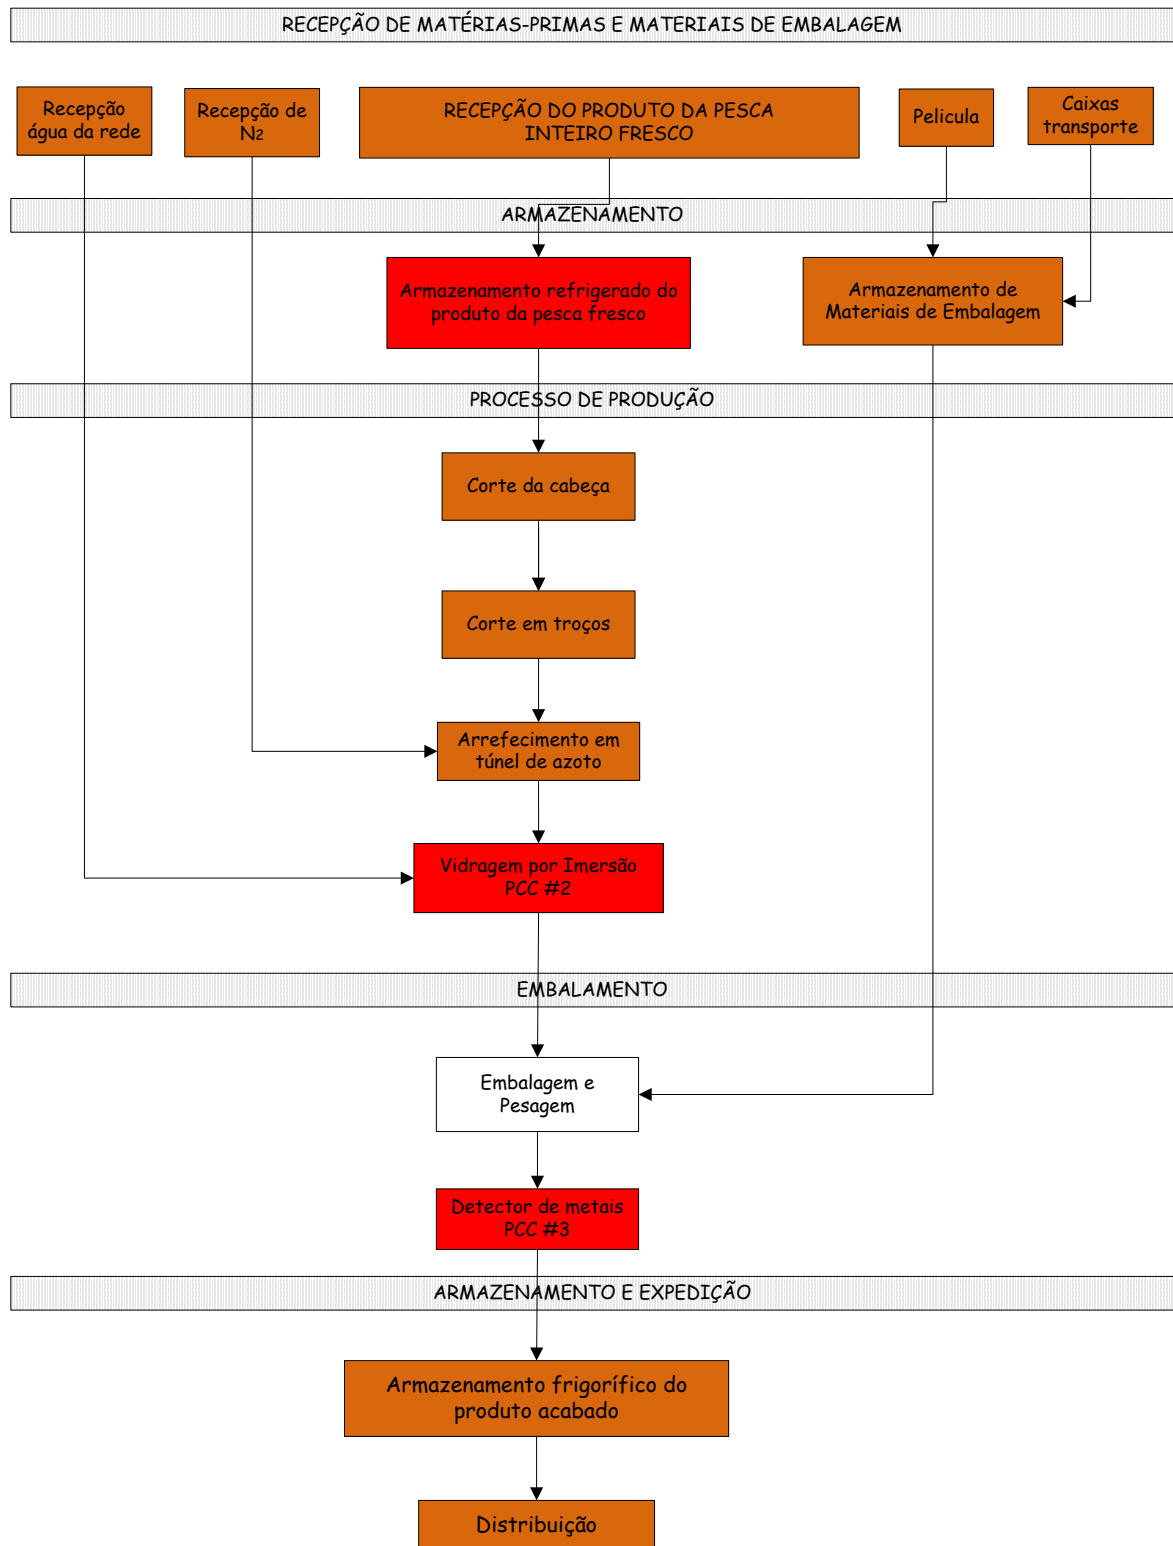 RECEPÇÃO DE MATÉRIAS-PRIMAS E MATERIAIS DE EMBALAGEM
Recepção
água da rede
Recepção de
N2
RECEPÇÃO DO PRODUTO DA PESCA
INTEIRO FRESCO
Pelicula
Caixas
transporte
ARMAZENAMENTO
Armazenamento refrigerado do
produto da pesca fresco
Armazenamento de
Materiais de Embalagem
PROCESSO DE PRODUÇÃO
Corte da cabeça
Corte em troços
Arrefecimento em
túnel de azoto
Vidragem por Imersão
PCC #2
EMBALAMENTO
Embalagem e
Pesagem
Detector de metais
PCC #3
ARMAZENAMENTO E EXPEDIÇÃO
Armazenamento frigorífico do
produto acabado
Distribuição